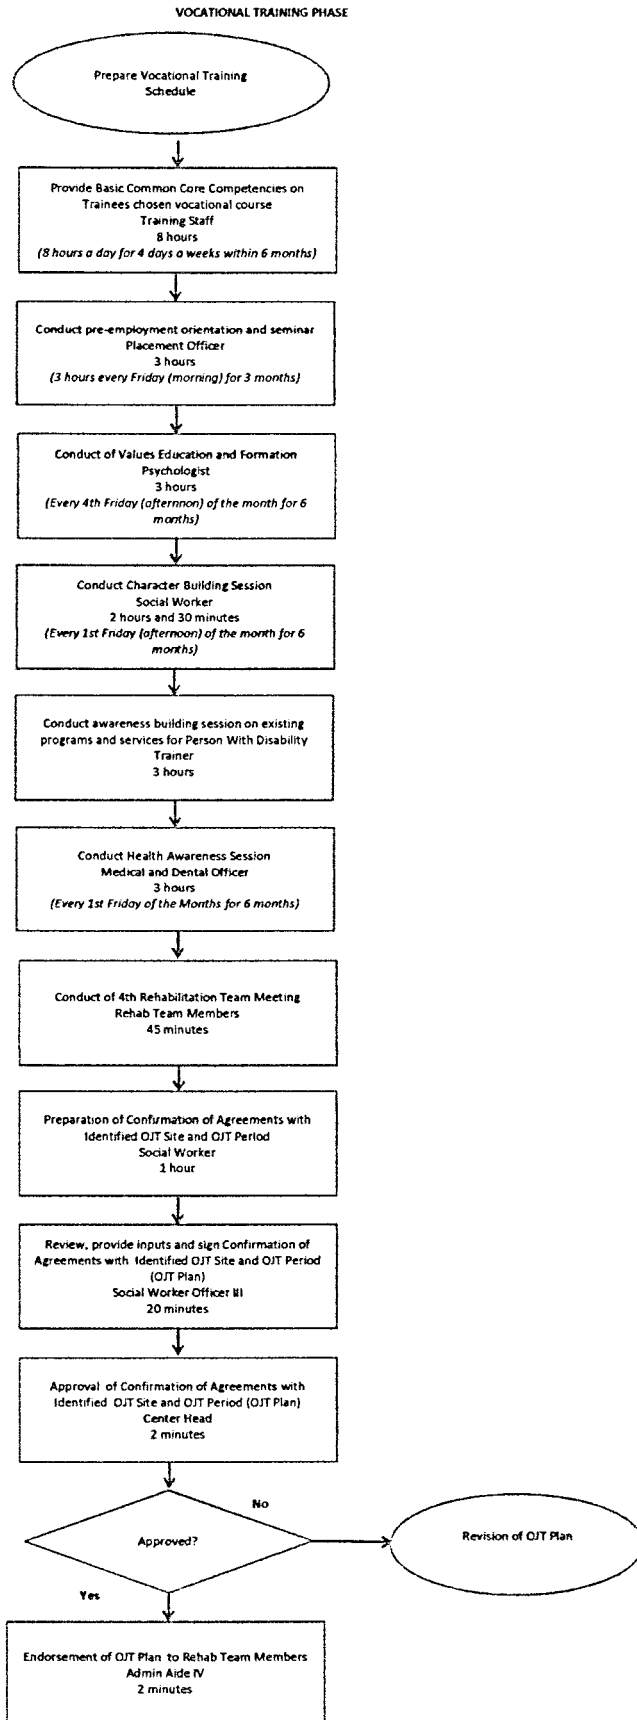 VOCATIONAL TRAINING PHASE
Prepare Vocational Training
Schedule
Provide Basic Common Core Competencies on
Trainees chosen vocational course
Training Staff
8 hours
(8 hours a day for 4 days a weeks within 6 months)
Conduct pre-employment orientation and seminar
Placement Officer
3 hours
(3 hours every Friday (morning) for 3 months)
Conduct of Values Education and Formation
Psychologist
3 hours
(Every 4th Friday (afternnon) of the month for 6
months)
Conduct Character Building Session
Social Worker
2 hours and 30 minutes
(Every 1st Friday (afternoon) of the month for 6
months)
Conduct awareness building session on existing
programs and services for Person With Disability
Trainer
3 hours
Conduct Health Awareness Session
Medical and Dental Officer
3 hours
(Every 1st Friday of the Months for 6 months)
Conduct of 4th Rehabilitation Team Meeting
Rehab Team Members
45 minutes
Preparation of Confirmation of Agreements with
Identified OJT Site and OJT Period
Social Worker
1 hour
Review, provide inputs and sign Confirmation of
Agreements with Identified OJT Site and OJT Period
(OJT Plan)
Social Worker Officer III
20 minutes
Approval of Confirmation of Agreements with
Identified OJT Site and OJT Period (OJT Plan)
Center Head
2 minutes
No
Approved?
Revision of OJT Plan
Yes
Endorsement of OJT Plan to Rehab Team Members
Admin Aide IV
2 minutes